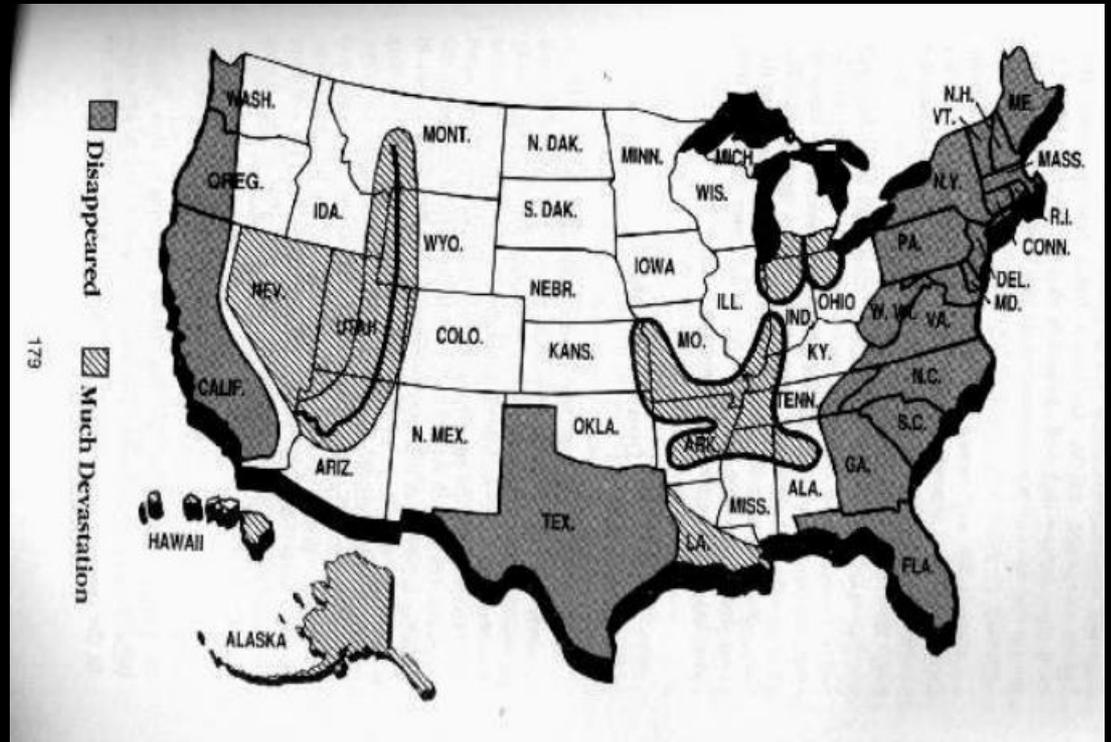 Disappeared
Much Devastation
179
WASH.
OREG.
CALIF.
NEV.
IDA.
MONT.
WYO.
UTAH
COLO.
ARIZ.
N. MEX.
N. DAK.
S. DAK.
NEBR.
KANS.
OKLA.
TEX.
MINN.
IOWA
MO.
ARK.
LA.
WIS.
ILL.
MICH.
IND.
OHIO
KY.
TENN.
MISS.
ALA.
GA.
FLA.
S.C.
N.C.
VA.
W. VA.
PA.
N.Y.
VT.
N.H.
ME.
MASS.
R.I.
CONN.
DEL.
MD.
HAWAII
ALASKA